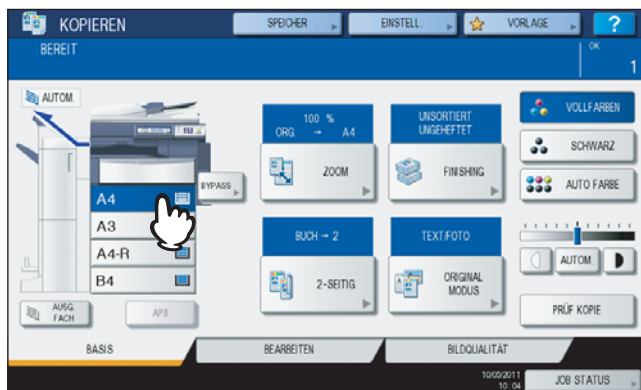 KOPIEREN
SPEICHER
EINSTELL.
VORLAGE
?
BEREIT
OK
1
AUTOM.
100 %
ORG. → A4
UNSORTIERT
UNGEHEFTET
VOLLFARBEN
ZOOM
FINISHING
SCHWARZ
BYPASS
AUTO FARBE
A4
A3
A4-R
B4
BUCH → 2
TEXT/FOTO
2-SEITIG
ORIGINAL
MODUS
AUTOM.
AUSG.
FACH
APS
PRÜF KOPIE
BASIS
BEARBEITEN
BILDQUALITÄT
10/05/2011
10: 04
JOB STATUS